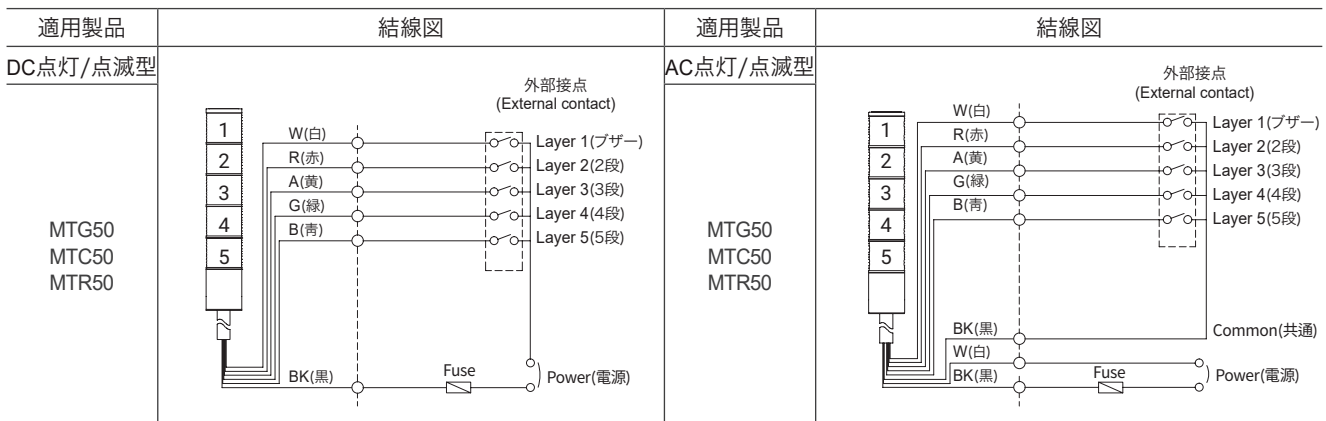 適用製品
結線図
適用製品
結線図
DC点灯/点滅型
MTG50
MTC50
MTR50
外部接点
(External contact)
1
2
3
4
5
W(白)
R(赤)
A(黄)
G(緑)
B(靑)
Layer 1(ブザー)
Layer 2(2段)
Layer 3(3段)
Layer 4(4段)
Layer 5(5段)
BK(黒)
Fuse
Power(電源)
AC点灯/点滅型
MTG50
MTC50
MTR50
外部接点
(External contact)
1
2
3
4
5
W(白)
R(赤)
A(黄)
G(緑)
B(靑)
Layer 1(ブザー)
Layer 2(2段)
Layer 3(3段)
Layer 4(4段)
Layer 5(5段)
BK(黒)
Common(共通)
W(白)
BK(黒)
Fuse
Power(電源)